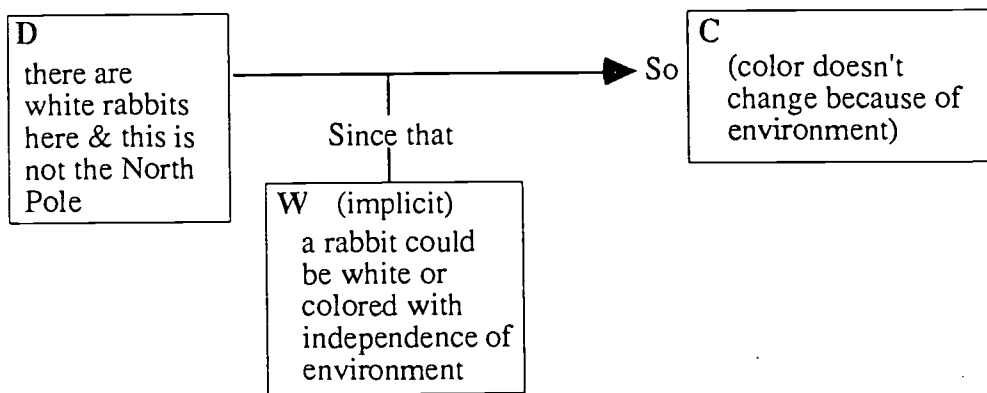 D
there are
white rabbits
here & this is
not the North
Pole
So
C
(color doesn't
change because of
environment)
Since that
W (implicit)
a rabbit could
be white or
colored with
independence of
environment